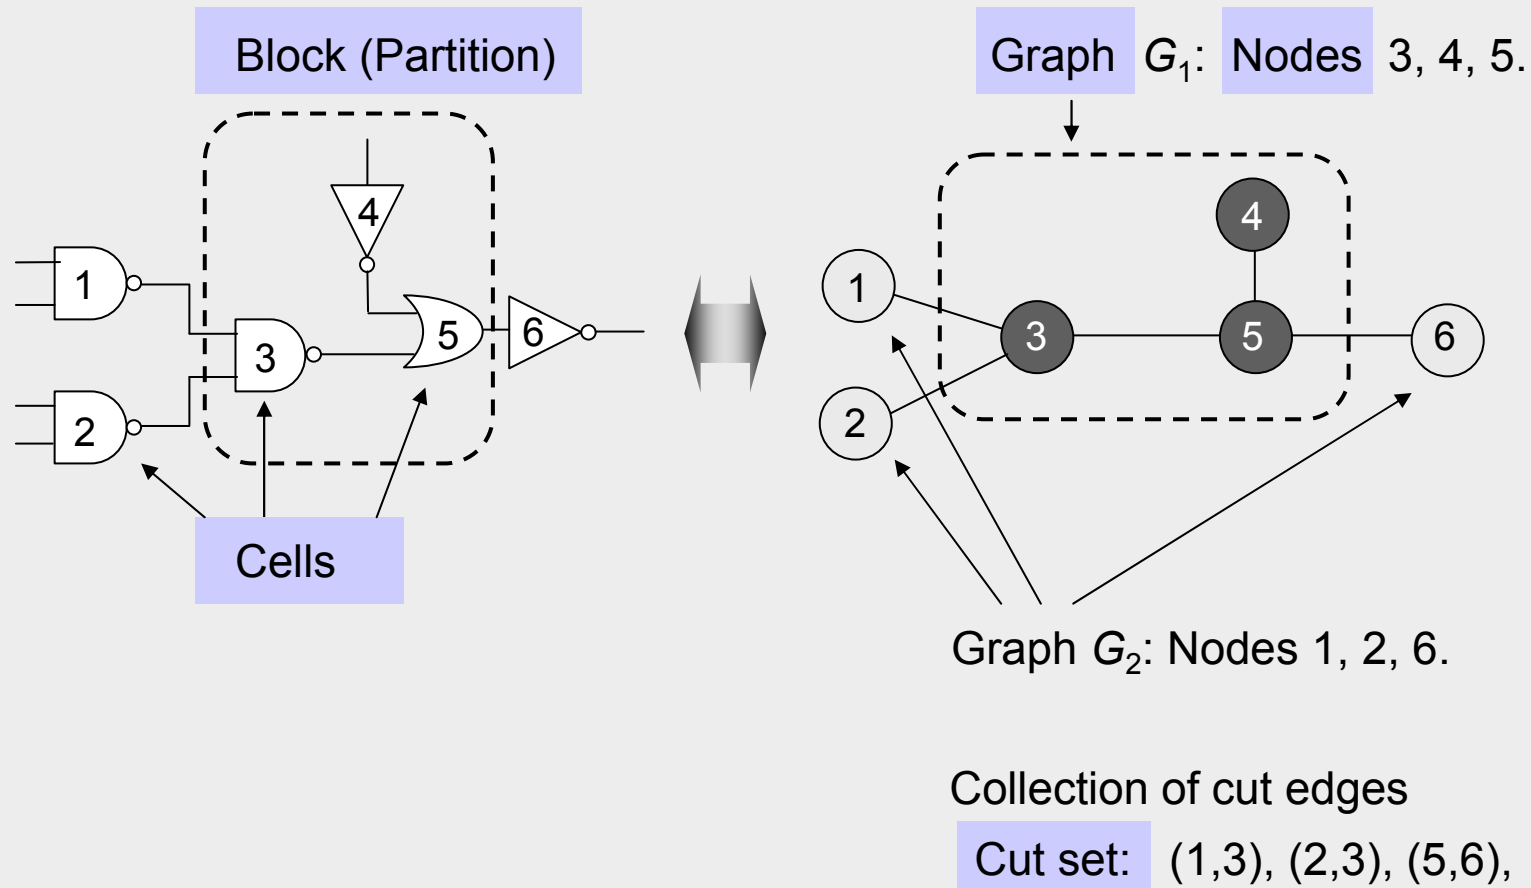 Block (Partition)
Graph G1: Nodes 3, 4, 5.
4
1
3
5
6
2
Cells
4
1
3
5
6
2
Graph G2: Nodes 1, 2, 6.
Collection of cut edges
Cut set: (1,3), (2,3), (5,6),